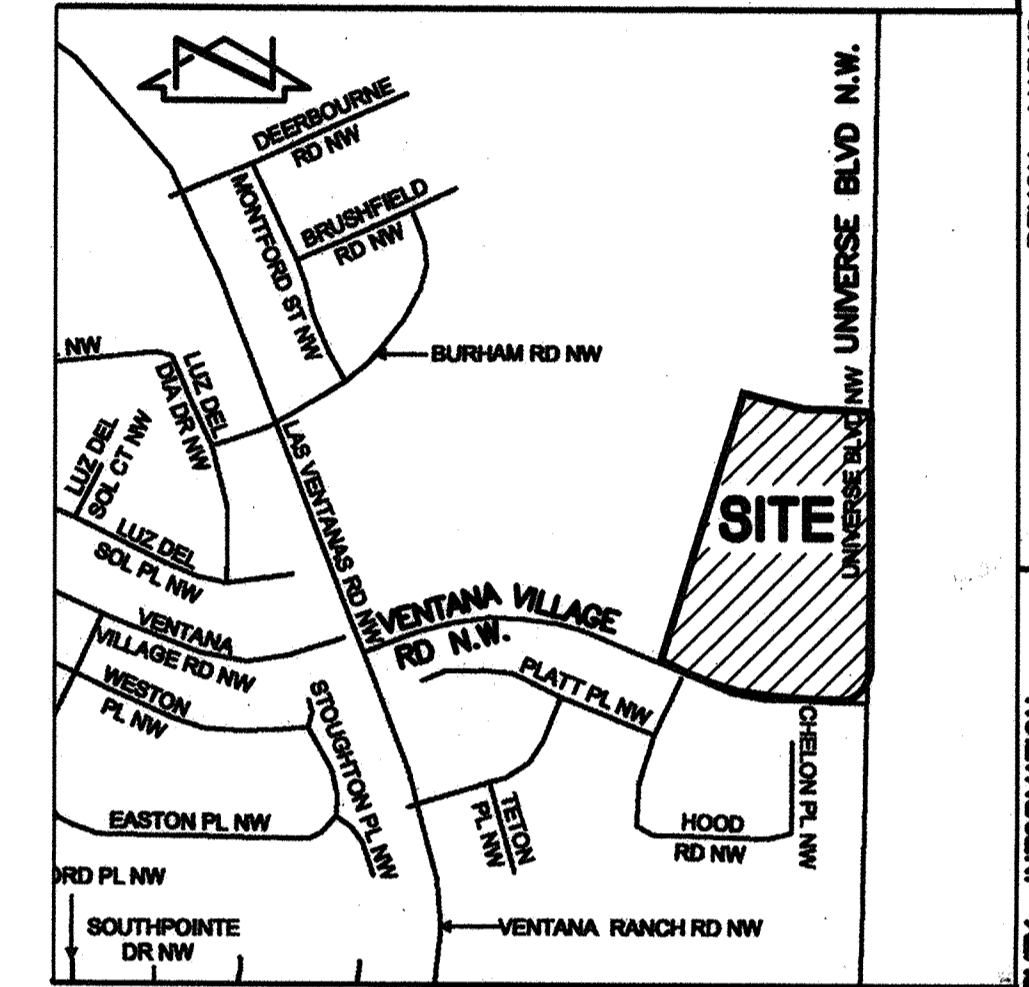 DEERBOURNE
RD NW
MONTFORD ST NW
BRUSHFIELD
RD NW
UNIVERSE BLVD N.W.
BURHAM RD NW
NW
LUZ DEL
DIA DR NW
LUZ DEL
SOL CT NW
LAS VENTANAS RD NW
UNIVERSE BLVD NW
SITE
LUZ DEL
SOL PL NW
VENTANA VILLAGE
RD N.W.
VENTANA
VILLAGE RD NW
WESTON
PL NW
PLATT PL NW
STOUGHTON PL NW
CHELON PL NW
TETON
PL NW
EASTON PL NW
HOOD
RD NW
ORD PL NW
SOUTHPOINTE
DR NW
VENTANA RANCH RD NW